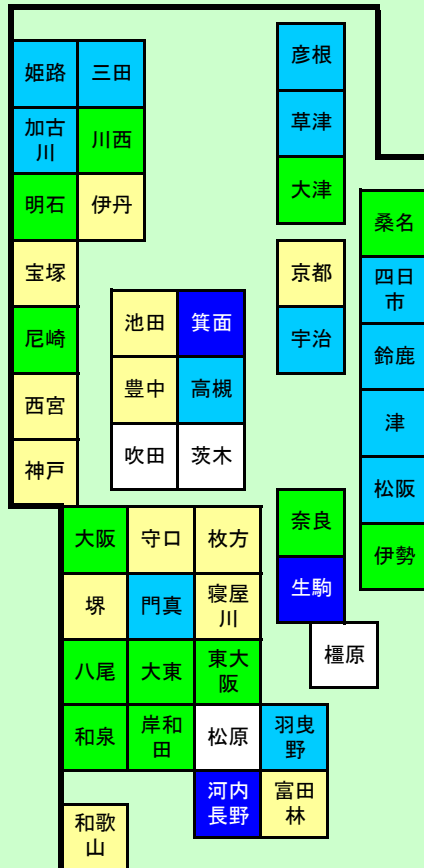 姫路
三田
加古
川
川西
明石
伊丹
宝塚
尼崎
西宮
神戸
池田
箕面
豊中
高槻
吹田
茨木
彦根
草津
大津
京都
宇治
桑名
四日
市
鈴鹿
津
松阪
伊勢
奈良
生駒
橿原
大阪
守口
枚方
堺
門真
寝屋
川
八尾
大東
東大
阪
和泉
岸和
田
松原
羽曳
野
河内
長野
富田
林
和歌
山